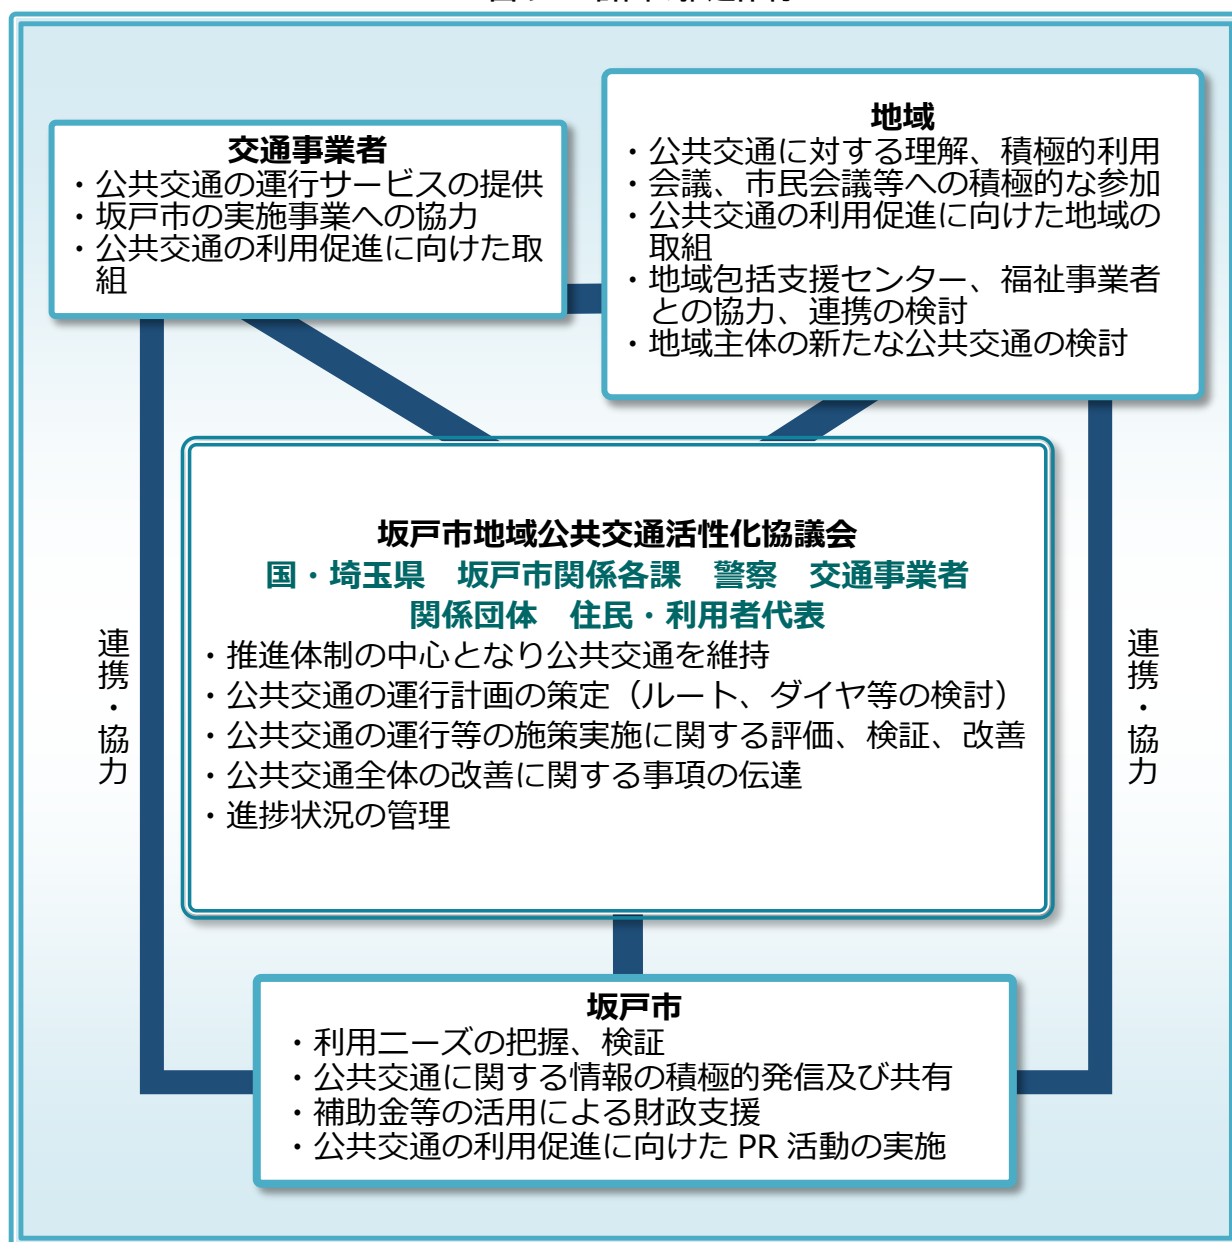 交通事業者
・公共交通の運行サービスの提供
・坂戸市の実施事業への協力
・公共交通の利用促進に向けた取
組
地域
・公共交通に対する理解、積極的利用
・会議、市民会議等への積極的な参加
・公共交通の利用促進に向けた地域の
取組
・地域包括支援センター、福祉事業者
との協力、連携の検討
・地域主体の新たな公共交通の検討
坂戸市地域公共交通活性化協議会
国・埼玉県　坂戸市関係各課　警察　交通事業者
関係団体　住民・利用者代表
・推進体制の中心となり公共交通を維持
・公共交通の運行計画の策定（ルート、ダイヤ等の検討）
・公共交通の運行等の施策実施に関する評価、検証、改善
・公共交通全体の改善に関する事項の伝達
・進捗状況の管理
連携・協力
連携・協力
坂戸市
・利用ニーズの把握、検証
・公共交通に関する情報の積極的発信及び共有
・補助金等の活用による財政支援
・公共交通の利用促進に向けた PR 活動の実施